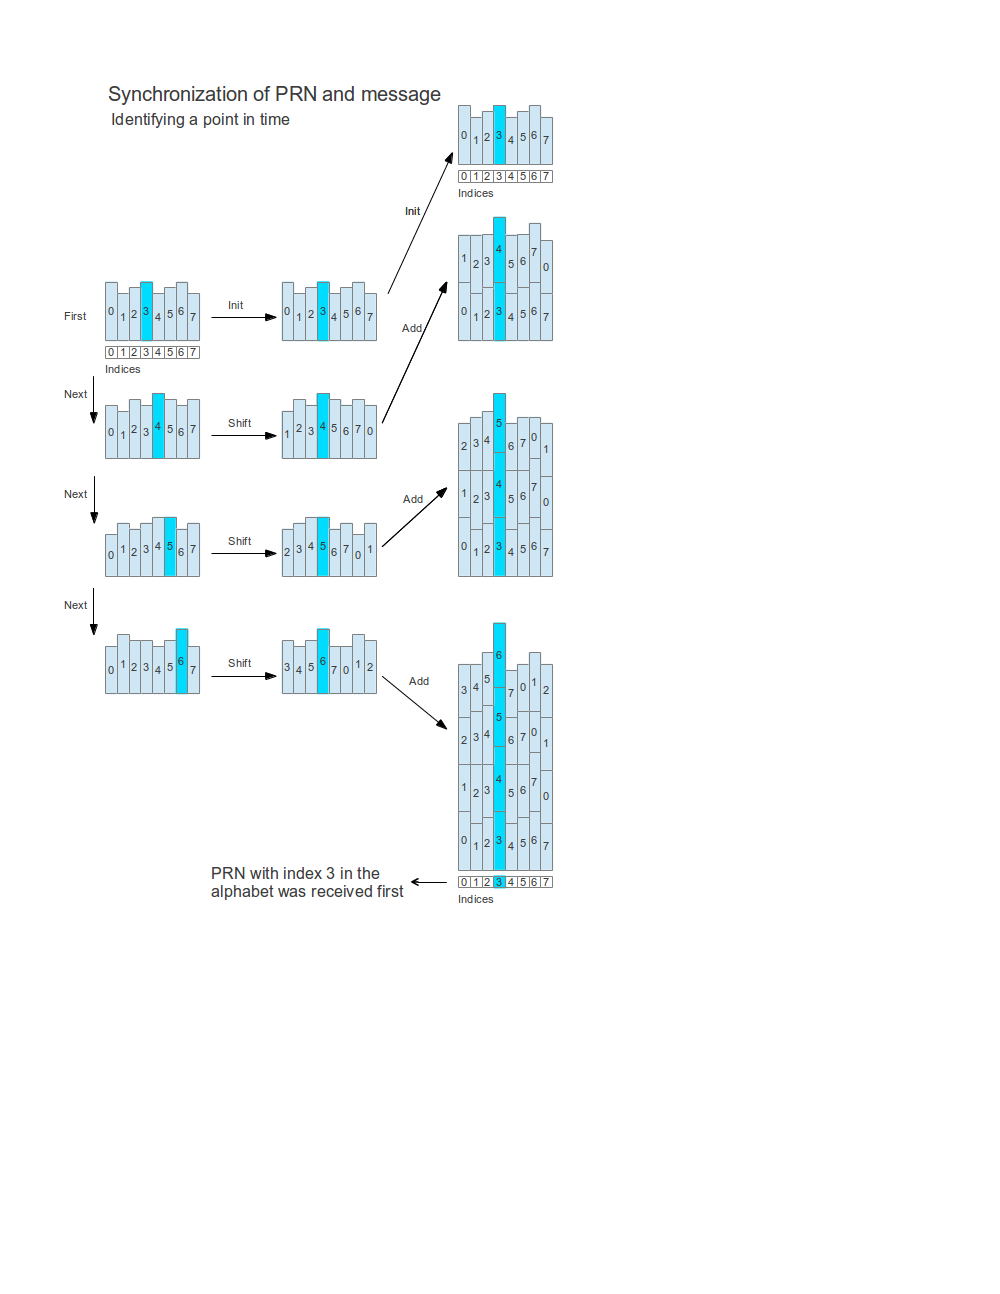 Synchronization of PRN and message
Identifying a point in time
0 1 2 3 4 5 6 7
0 1 2 3 4 5 6 7
Indices
Init
1 2 3 4 5 6 7 0
0 1 2 3 4 5 6 7
First
0 1 2 3 4 5 6 7
Init
0 1 2 3 4 5 6 7
Add
0 1 2 3 4 5 6 7
Indices
Next
0 1 2 3 4 5 6 7
Shift
1 2 3 4 5 6 7 0
2 3 4 5 6 7 0 1
1 2 3 4 5 6 7 0
0 1 2 3 4 5 6 7
Next
Add
0 1 2 3 4 5 6 7
Shift
2 3 4 5 6 7 0 1
Next
0 1 2 3 4 5 6 7
Shift
3 4 5 6 7 0 1 2
Add
3 4 5 6 7 0 1 2
2 3 4 5 6 7 0 1
1 2 3 4 5 6 7 0
0 1 2 3 4 5 6 7
PRN with index 3 in the
alphabet was received first
0 1 2 3 4 5 6 7
Indices